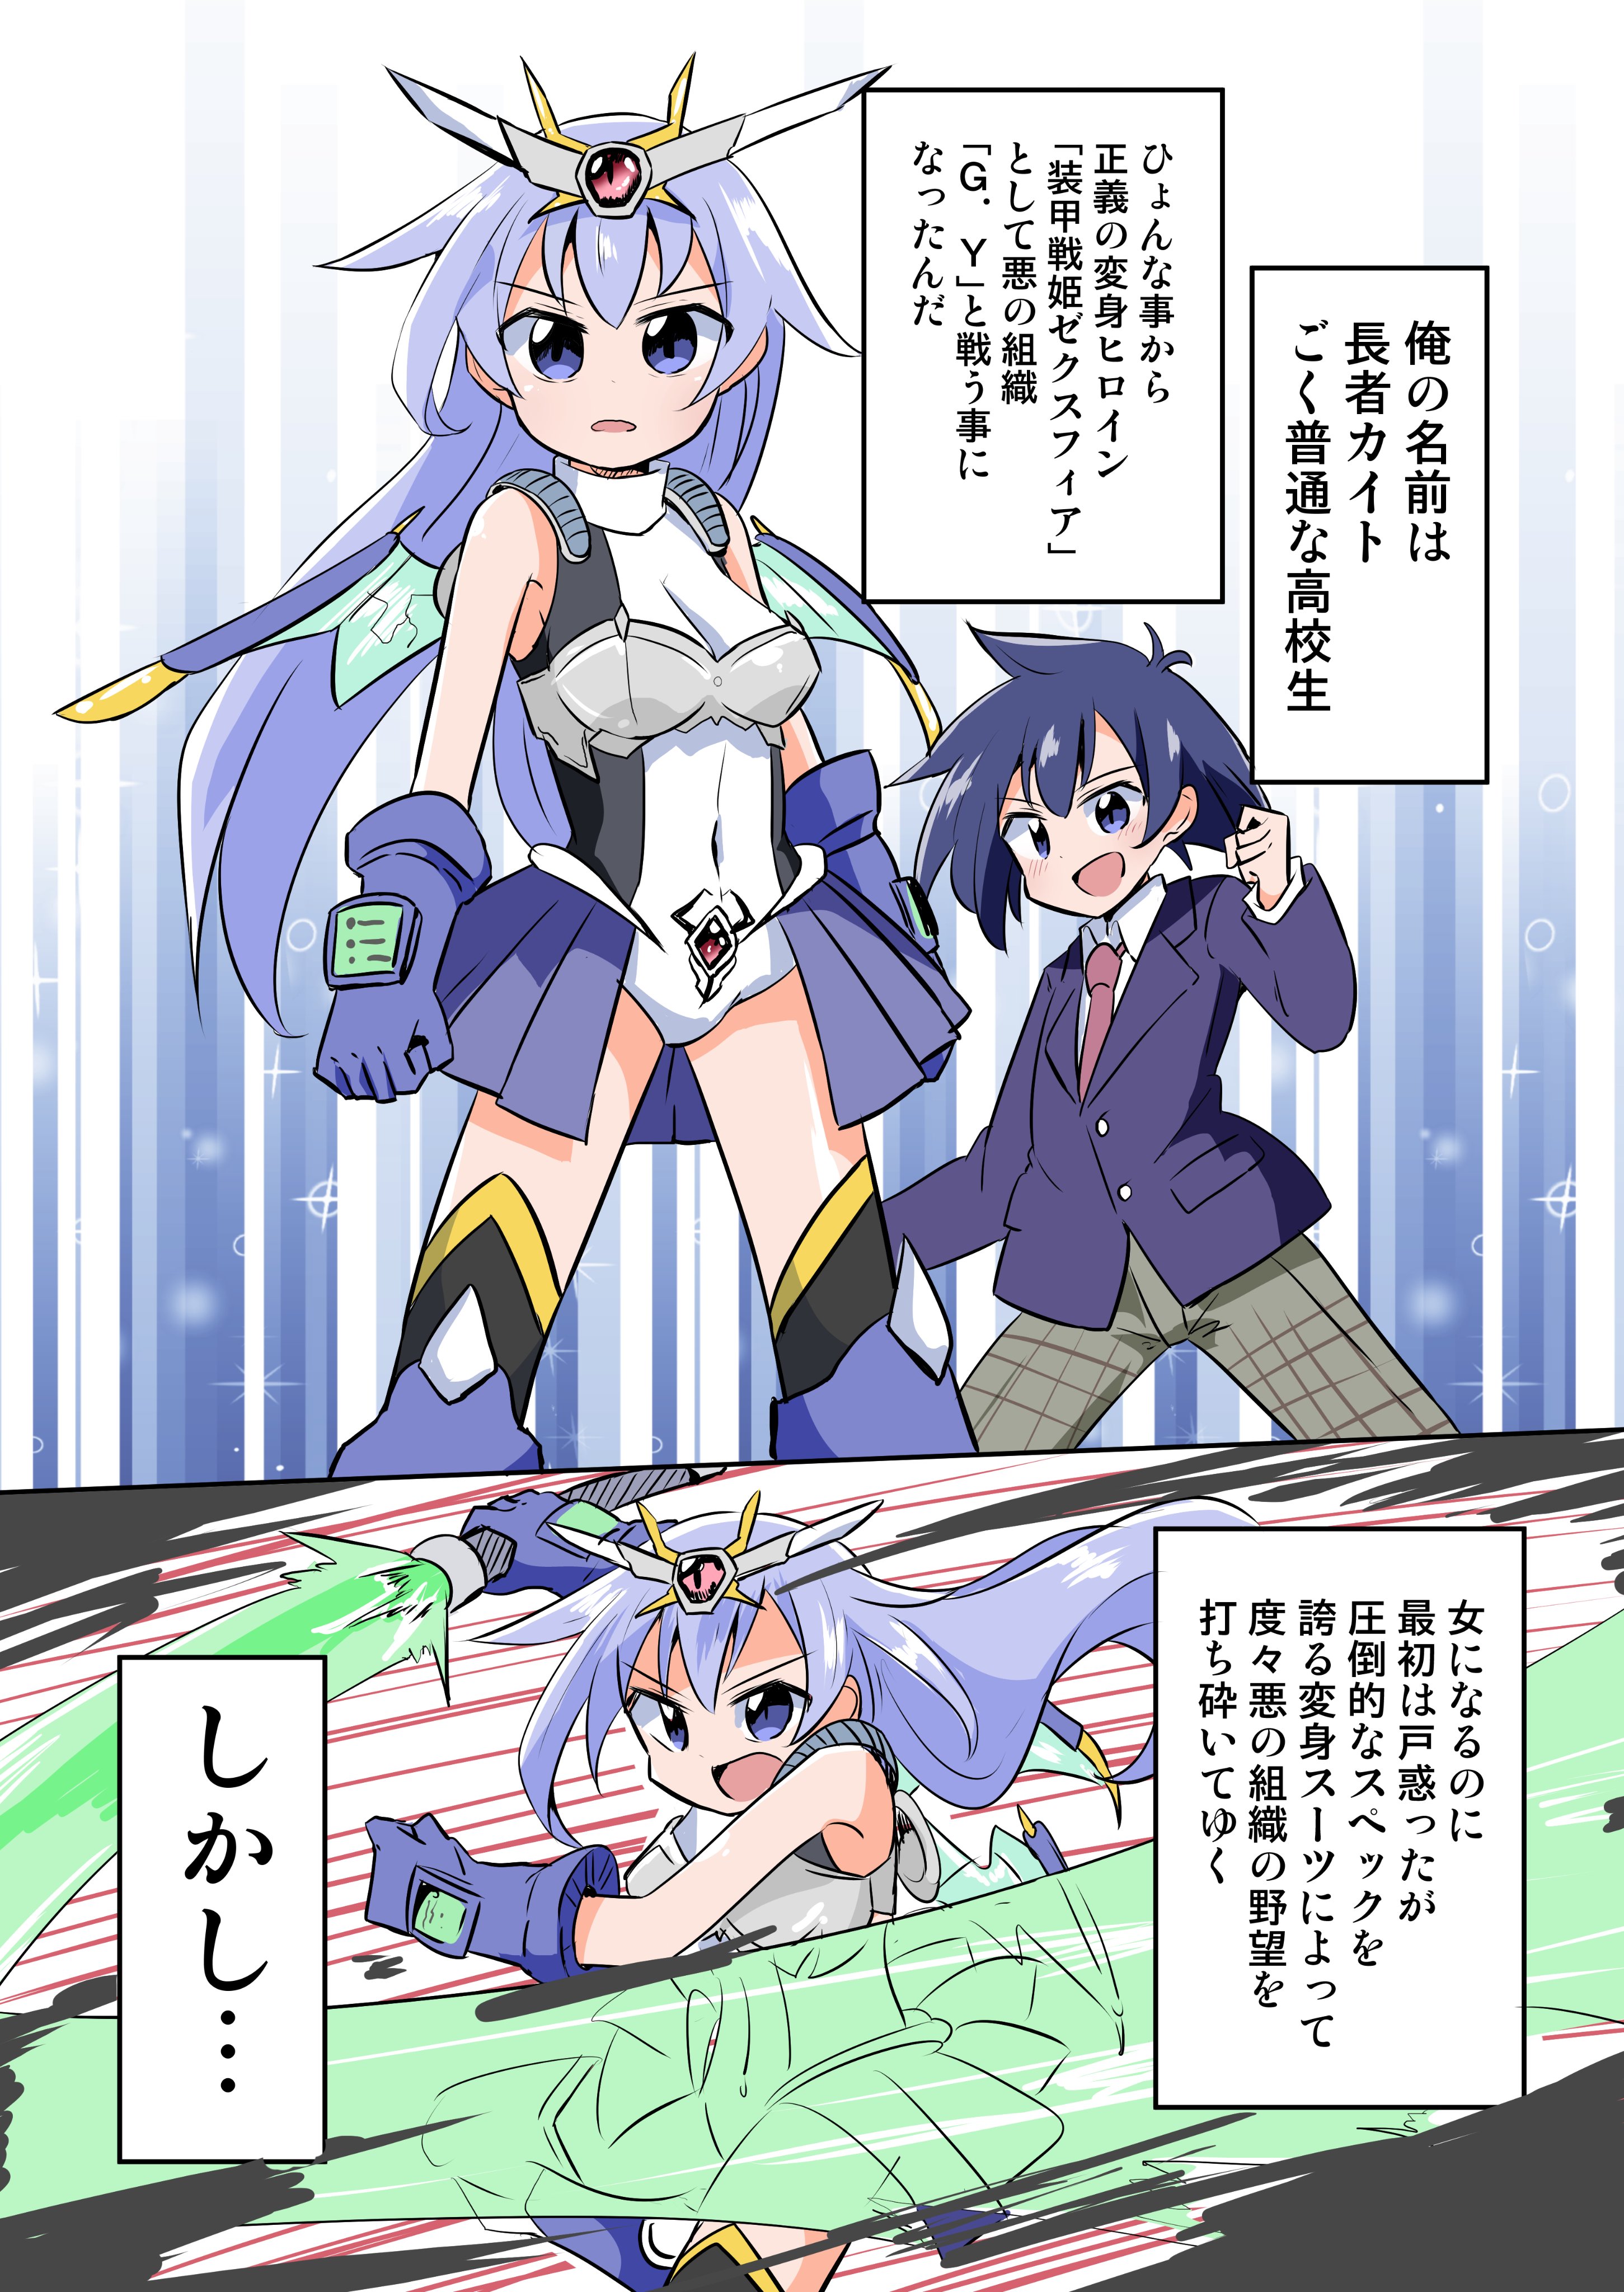 俺の名前は
長者カイト
ごく普通な高校生
ひょんな事から
正義の変身ヒロイン
「装甲戦姫ゼクスフィア」
として悪の組織
「G．Y」と戦う事に
なったんだ
女になるのに
最初は戸惑ったが
圧倒的なスペックを
誇る変身スーツによって
度々悪の組織の野望を
打ち砕いてゆく
しかし…